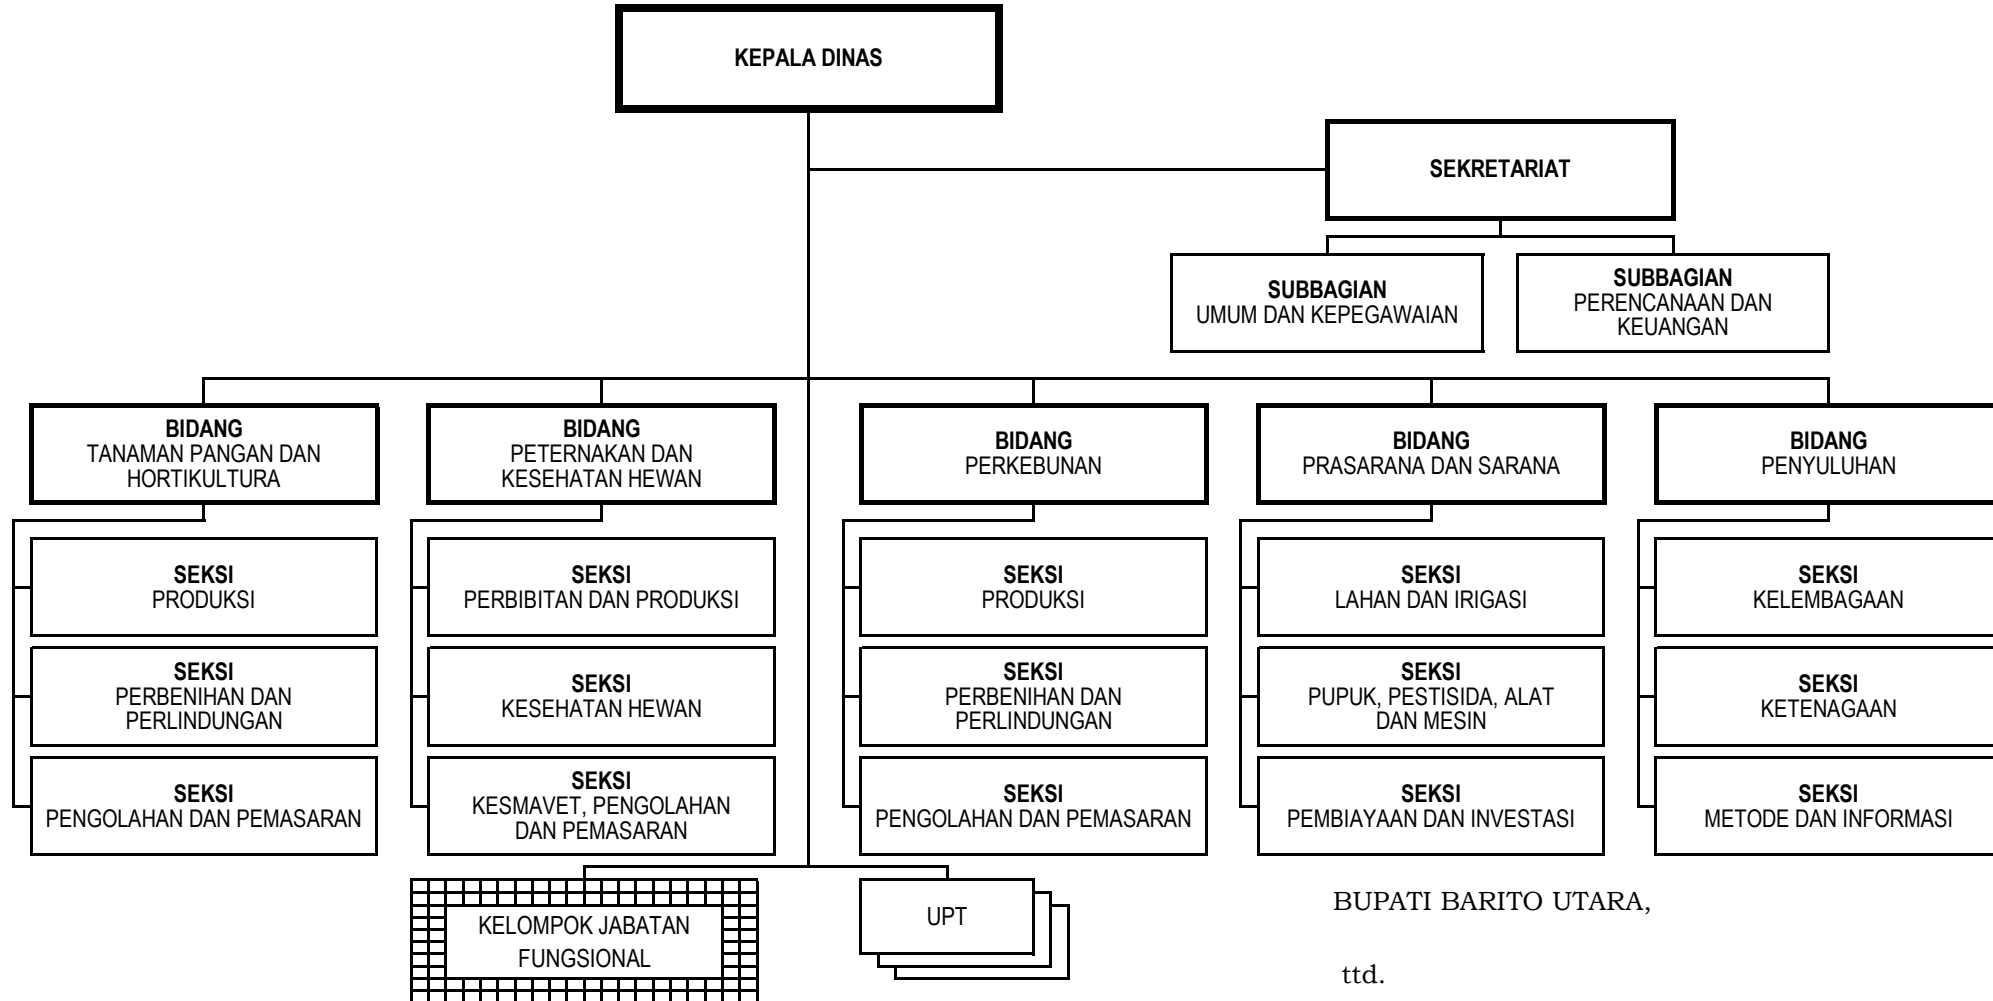 KEPALA DINAS
SEKRETARIAT
SUBBAGIAN
UMUM DAN KEPEGAWAIAN
SUBBAGIAN
PERENCANAAN DAN
KEUANGAN
BIDANG
TANAMAN PANGAN DAN
HORTIKULTURA
BIDANG
PETERNAKAN DAN
KESEHATAN HEWAN
BIDANG
PERKEBUNAN
BIDANG
PRASARANA DAN SARANA
BIDANG
PENYULUHAN
SEKSI
PRODUKSI
SEKSI
PERBIBITAN DAN PRODUKSI
SEKSI
PRODUKSI
SEKSI
LAHAN DAN IRIGASI
SEKSI
KELEMBAGAAN
SEKSI
PERBENIHAN DAN
PERLINDUNGAN
SEKSI
KESEHATAN HEWAN
SEKSI
PERBENIHAN DAN
PERLINDUNGAN
SEKSI
PUPUK, PESTISIDA, ALAT
DAN MESIN
SEKSI
KETENAGAAN
SEKSI
PENGOLAHAN DAN PEMASARAN
SEKSI
KESMAVET, PENGOLAHAN
DAN PEMASARAN
SEKSI
PENGOLAHAN DAN PEMASARAN
SEKSI
PEMBIAYAAN DAN INVESTASI
SEKSI
METODE DAN INFORMASI
KELOMPOK JABATAN
FUNGSIONAL
UPT
BUPATI BARITO UTARA,
ttd.